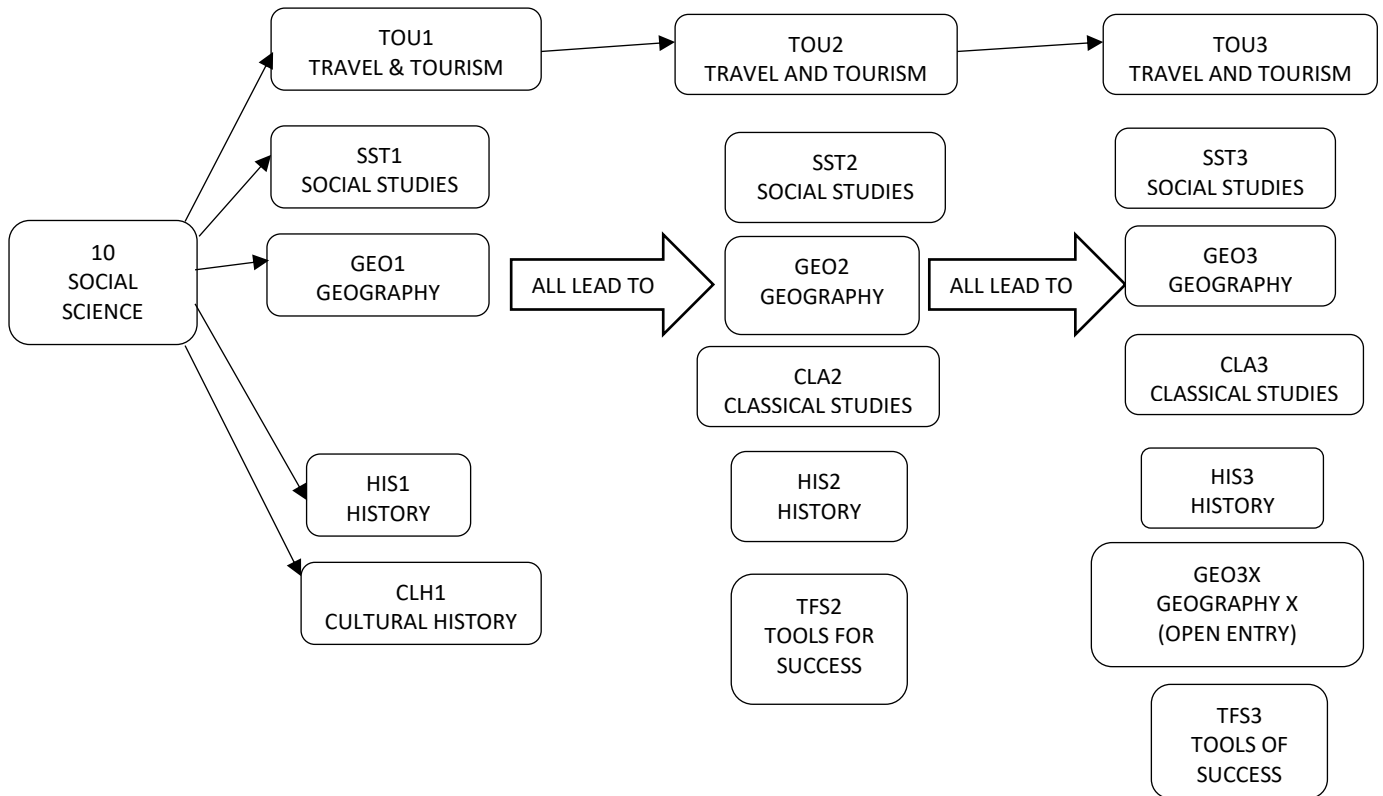 TOU1
TRAVEL & TOURISM
TOU2
TRAVEL AND TOURISM
TOU3
TRAVEL AND TOURISM
SST1
SOCIAL STUDIES
SST2
SOCIAL STUDIES
SST3
SOCIAL STUDIES
10
SOCIAL
SCIENCE
GEO1
GEOGRAPHY
ALL LEAD TO
GEO2
GEOGRAPHY
ALL LEAD TO
GEO3
GEOGRAPHY
CLA2
CLASSICAL STUDIES
CLA3
CLASSICAL STUDIES
HIS1
HISTORY
HIS2
HISTORY
HIS3
HISTORY
CLH1
CULTURAL HISTORY
TFS2
TOOLS FOR
SUCCESS
GEO3X
GEOGRAPHY X
(OPEN ENTRY)
TFS3
TOOLS OF
SUCCESS